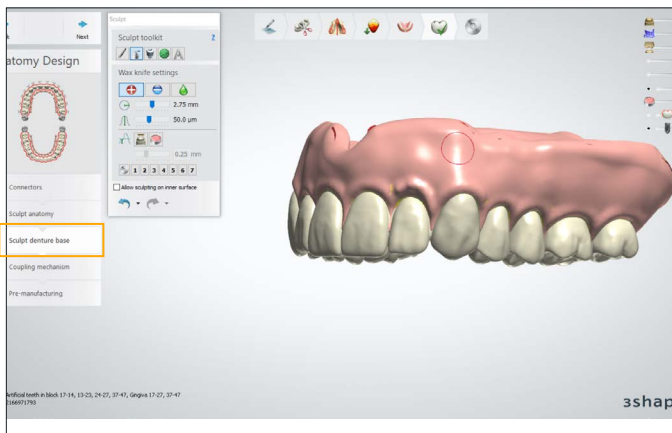 Next
Sculpt
Sculpt toolkit
?
Wax knife settings
2.75 mm
50.0 µm
0.25 mm
1 2 3 4 5 6 7
Allow sculpting on inner surface
atomy Design
Connectors
Sculpt anatomy
Sculpt denture base
Coupling mechanism
Pre-manufacturing
Artificial teeth in block 17-14, 13-23, 24-27, 37-47, Gingiva 17-27, 37-47
2166971793
3shap